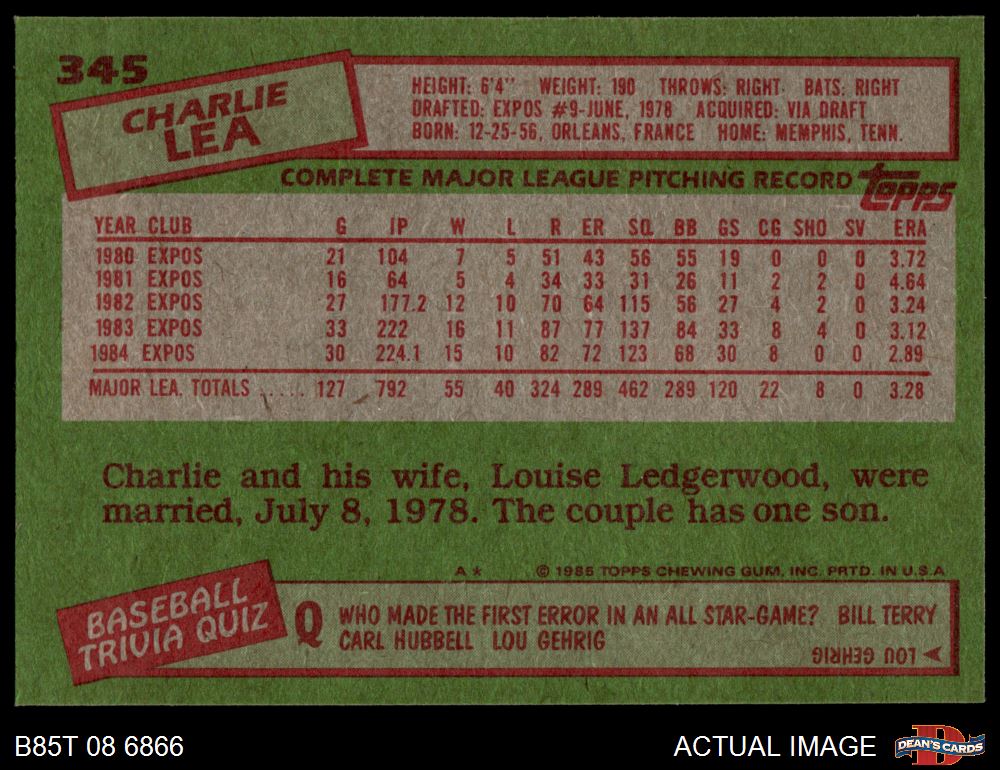 345
CHARLIE
LEA
HEIGHT: 6'4" WEIGHT: 190 THROWS: RIGHT. BATS: RIGHT
DRAFTED: EXPOS #9-JUNE, 1978 ACQUIRED: VIA DRAFT
BORN: 12-25-56, ORLEANS, FRANCE HOME: MEMPHIS, TENN.
COMPLETE MAJOR LEAGUE PITCHING RECORD Topps
YEAR CLUB G IP W L R ER SO BB GS CG SHO SV ERA
1980 EXPOS 21 104 7 5 51 43 56 55 19 0 0 0 3.72
1981 EXPOS 16 64 5 4 34 33 31 26 11 2 2 0 4.64
1982 EXPOS 27 177.2 12 10 70 64 115 56 27 4 2 0 3.24
1983 EXPOS 33 222 16 11 87 77 137 84 33 8 4 0 3.12
1984 EXPOS 30 224.1 15 10 82 72 123 68 30 8 0 0 2.89
MAJOR LEA. TOTALS ..... 127 792 55 40 324 289 462 289 120 22 8 0 3.28
Charlie and his wife, Louise Ledgerwood, were
married, July 8, 1978. The couple has one son.
A * © 1985 TOPPS CHEWING GUM, INC. PRTD. IN U.S.A
BASEBALL
TRIVIA QUIZ
Q WHO MADE THE FIRST ERROR IN AN ALL STAR-GAME? BILL TERRY
CARL HUBBELL LOU GEHRIG
LOU GEHRIG
B85T 08 6866
ACTUAL IMAGE
D
DEAN'S CARDS